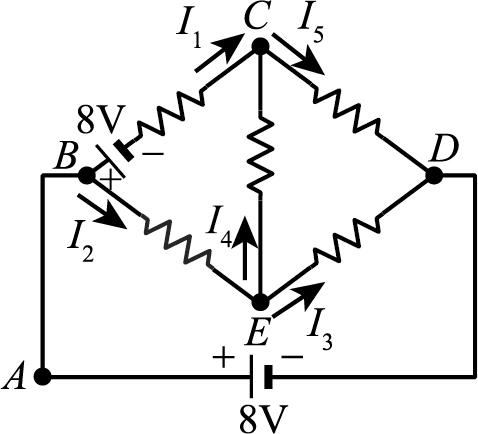 C
I₁ I₅
8V
B + − D
I₂ I₄
E I₃
A + −
8V